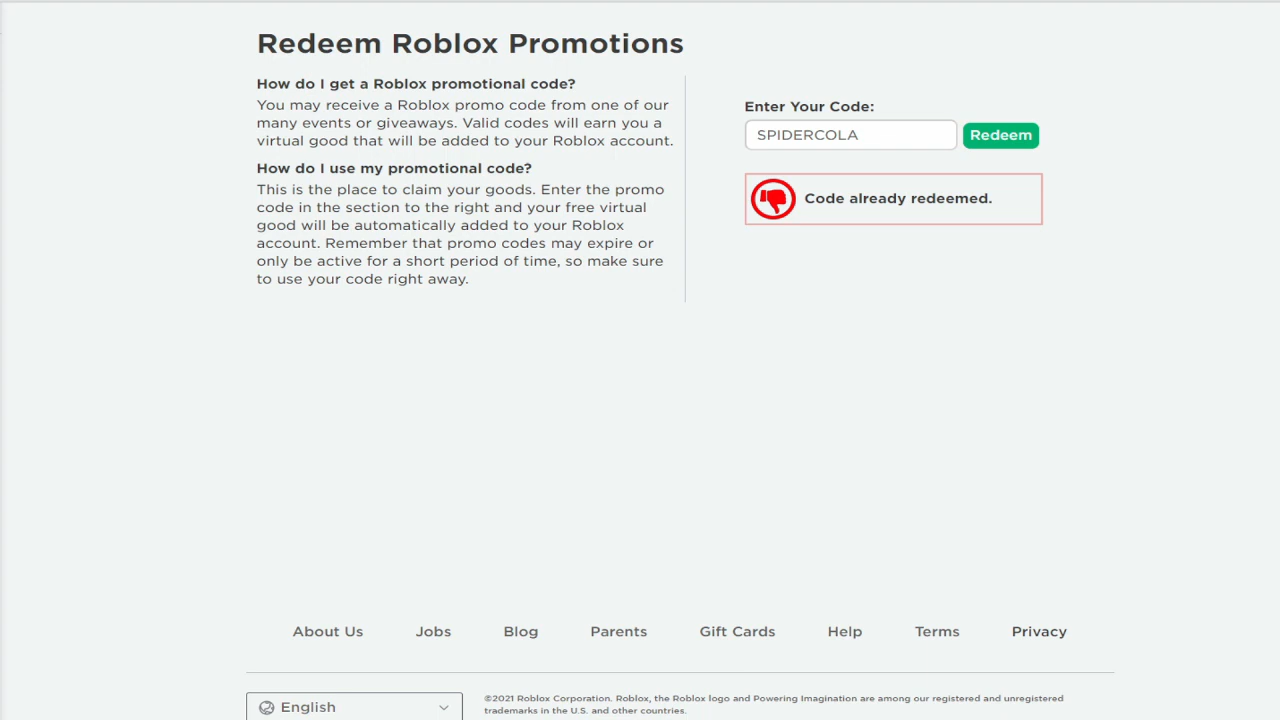 Redeem Roblox Promotions
How do I get a Roblox promotional code?
You may receive a Roblox promo code from one of our
many events or giveaways. Valid codes will earn you a
virtual good that will be added to your Roblox account.
How do I use my promotional code?
This is the place to claim your goods. Enter the promo
code in the section to the right and your free virtual
good will be automatically added to your Roblox
account. Remember that promo codes may expire or
only be active for a short period of time, so make sure
to use your code right away.
Enter Your Code:
SPIDERCOLA
Redeem
Code already redeemed.
About Us Jobs Blog Parents Gift Cards Help Terms Privacy
English
©2021 Roblox Corporation. Roblox, the Roblox logo and Powering Imagination are among our registered and unregistered
trademarks in the U.S. and other countries.